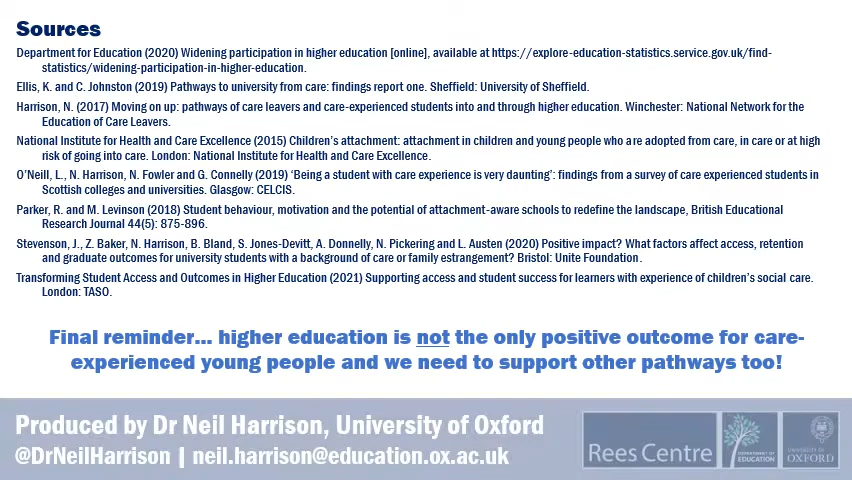 Sources
Department for Education (2020) Widening participation in higher education [online], available at https://explore-education-statistics.service.gov.uk/find-
statistics/widening-participation-in-higher-education.
Ellis, K. and C. Johnston (2019) Pathways to university from care: findings report one. Sheffield: University of Sheffield.
Harrison, N. (2017) Moving on up: pathways of care leavers and care-experienced students into and through higher education. Winchester: National Network for the
Education of Care Leavers.
National Institute for Health and Care Excellence (2015) Children’s attachment: attachment in children and young people who are adopted from care, in care or at high
risk of going into care. London: National Institute for Health and Care Excellence.
O’Neill, L., N. Harrison, N. Fowler and G. Connelly (2019) ‘Being a student with care experience is very daunting’: findings from a survey of care experienced students in
Scottish colleges and universities. Glasgow: CELCIS.
Parker, R. and M. Levinson (2018) Student behaviour, motivation and the potential of attachment-aware schools to redefine the landscape, British Educational
Research Journal 44(5): 875-896.
Stevenson, J., Z. Baker, N. Harrison, B. Bland, S. Jones-Devitt, A. Donnelly, N. Pickering and L. Austen (2020) Positive impact? What factors affect access, retention
and graduate outcomes for university students with a background of care or family estrangement? Bristol: Unite Foundation.
Transforming Student Access and Outcomes in Higher Education (2021) Supporting access and student success for learners with experience of children’s social care.
London: TASO.
Final reminder... higher education is not the only positive outcome for care-
experienced young people and we need to support other pathways too!
Produced by Dr Neil Harrison, University of Oxford
@DrNeilHarrison | neil.harrison@education.ox.ac.uk
Rees Centre
DEPARTMENT OF
EDUCATION
UNIVERSITY OF
OXFORD